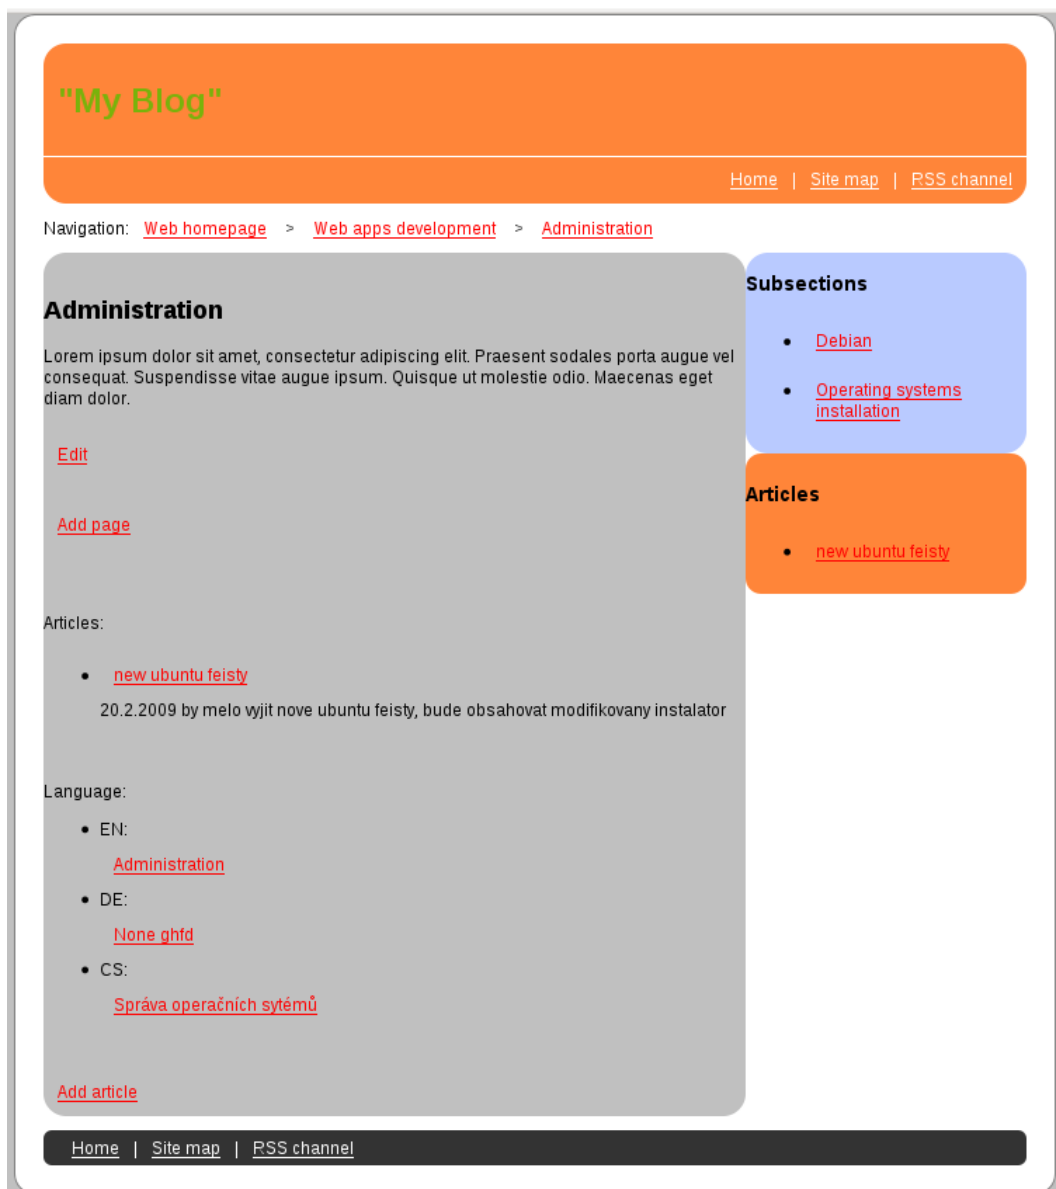 "My Blog"
Home | Site map | RSS channel
Navigation: Web homepage > Web apps development > Administration
Administration
Lorem ipsum dolor sit amet, consectetur adipiscing elit. Praesent sodales porta augue vel
consequat. Suspendisse vitae augue ipsum. Quisque ut molestie odio. Maecenas eget
diam dolor.
Edit
Add page
Articles:
• new ubuntu feisty
20.2.2009 by melo vyjit nove ubuntu feisty, bude obsahovat modifikovany instalator
Language:
• EN:
Administration
• DE:
None ghfd
• CS:
Správa operačních sytémů
Add article
Subsections
• Debian
• Operating systems
installation
Articles
• new ubuntu feisty
Home | Site map | RSS channel